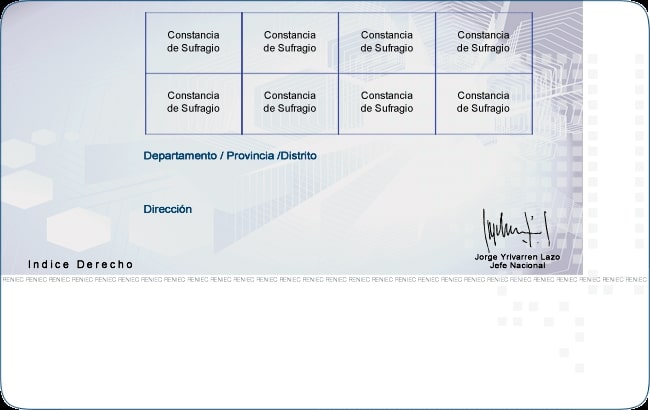 Constancia de Sufragio Constancia de Sufragio Constancia de Sufragio Constancia de Sufragio
Constancia de Sufragio Constancia de Sufragio Constancia de Sufragio Constancia de Sufragio
Departamento / Provincia /Distrito
Dirección
Jorge Yrivarren Lazo
Jefe Nacional
Indice Derecho
RENIEC RENIEC RENIEC RENIEC RENIEC RENIEC RENIEC RENIEC RENIEC RENIEC RENIEC RENIEC RENIEC RENIEC RENIEC RENIEC RENIEC RENIEC RENIEC RENIEC RENIEC RENIEC RENIEC RENIEC RENIEC RENIEC RENIEC